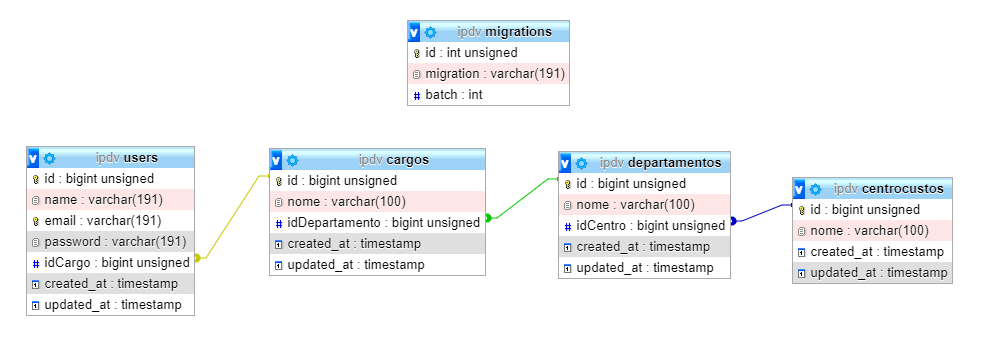 ipdv migrations
id : int unsigned
migration : varchar(191)
# batch : int
ipdv users
id : bigint unsigned
name : varchar(191)
email : varchar(191)
password : varchar(191)
# idCargo : bigint unsigned
created_at : timestamp
updated_at : timestamp
ipdv cargos
id : bigint unsigned
nome : varchar(100)
# idDepartamento : bigint unsigned
created_at : timestamp
updated_at : timestamp
ipdv departamentos
id : bigint unsigned
nome : varchar(100)
# idCentro : bigint unsigned
created_at : timestamp
updated_at : timestamp
ipdv centrocustos
id : bigint unsigned
nome : varchar(100)
created_at : timestamp
updated_at : timestamp